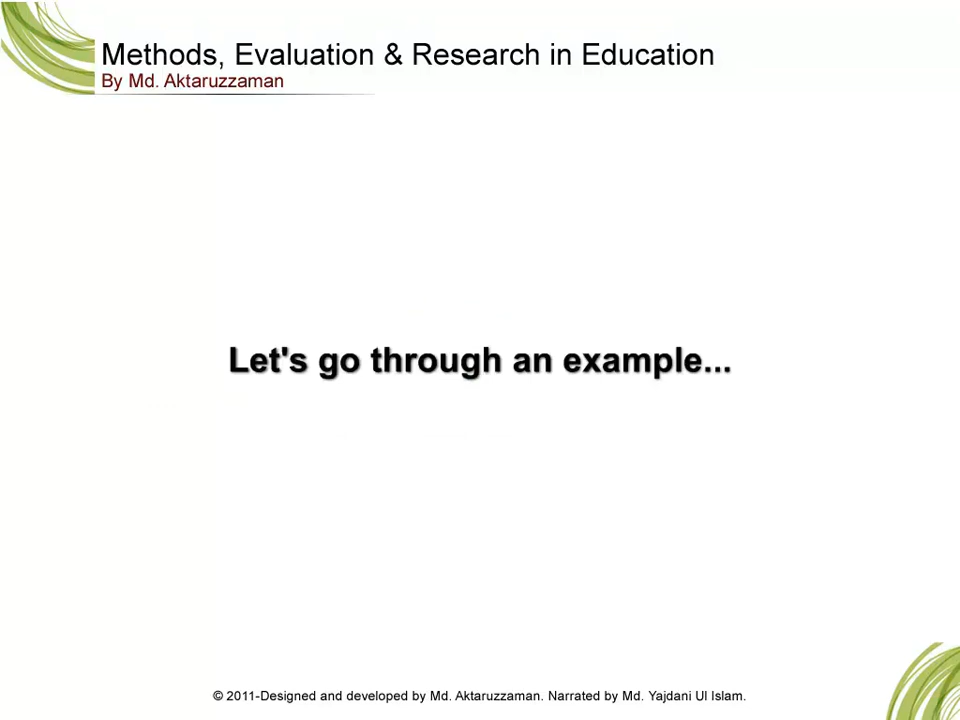 Methods, Evaluation & Research in Education
By Md. Aktaruzzaman
Let's go through an example...
© 2011-Designed and developed by Md. Aktaruzzaman. Narrated by Md. Yajdani Ul Islam.